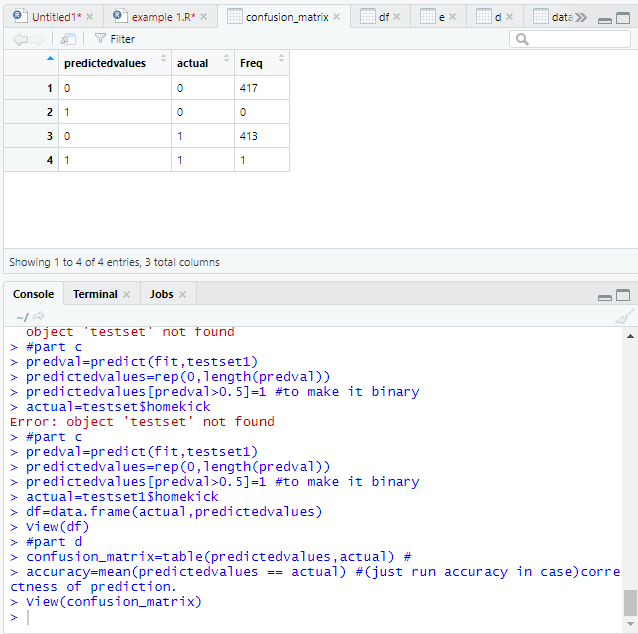 Untitled1* × example 1.R* × confusion_matrix × df × e × d × data
Filter
predictedvalues actual Freq
1 0 0 417
2 1 0 0
3 0 1 413
4 1 1 1
Showing 1 to 4 of 4 entries, 3 total columns
Console Terminal × Jobs ×
~/
object 'testset' not found
> #part c
> predval=predict(fit,testset1)
> predictedvalues=rep(0,length(predval))
> predictedvalues[predval>0.5]=1 #to make it binary
> actual=testset$homekick
Error: object 'testset' not found
> #part c
> predval=predict(fit,testset1)
> predictedvalues=rep(0,length(predval))
> predictedvalues[predval>0.5]=1 #to make it binary
> actual=testset1$homekick
> df=data.frame(actual,predictedvalues)
> View(df)
> #part d
> confusion_matrix=table(predictedvalues,actual) #
> accuracy=mean(predictedvalues == actual) #(just run accuracy in case)corre
ctness of prediction.
> View(confusion_matrix)
>